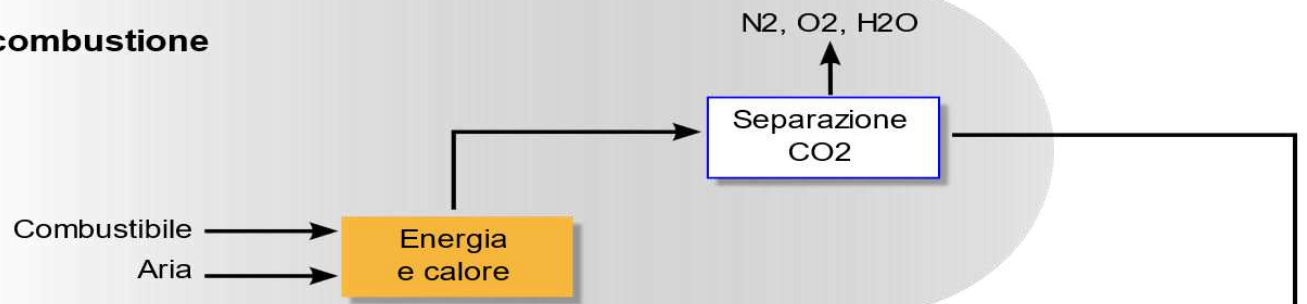 combustione
N2, O2, H2O
Separazione
CO2
Combustibile
Aria
Energia
e calore